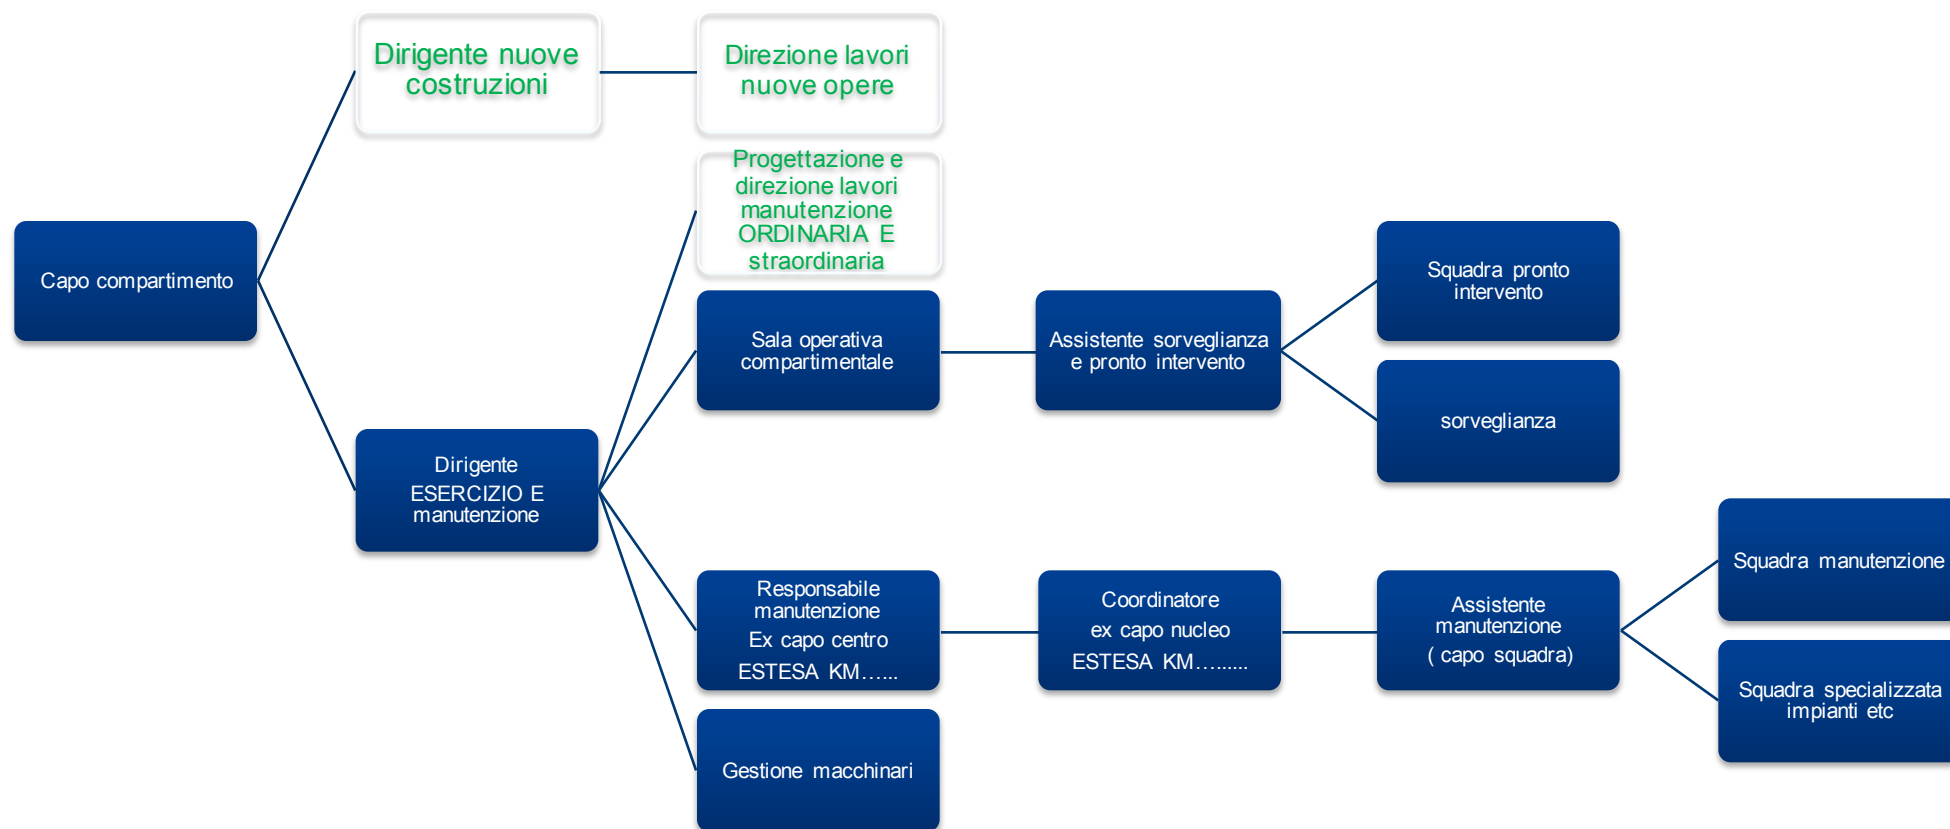 Dirigente nuove
costruzioni
Direzione lavori
nuove opere
Progettazione e
direzione lavori
manutenzione
ORDINARIA E
straordinaria
Capo compartimento
Sala operativa
compartimentale
Assistente sorveglianza
e pronto intervento
Squadra pronto
intervento
sorveglianza
Dirigente
ESERCIZIO E
manutenzione
Responsabile
manutenzione
Ex capo centro
ESTESA KM…...
Coordinatore
ex capo nucleo
ESTESA KM….…...
Assistente
manutenzione
( capo squadra)
Squadra manutenzione
Squadra specializzata
impianti etc
Gestione macchinari